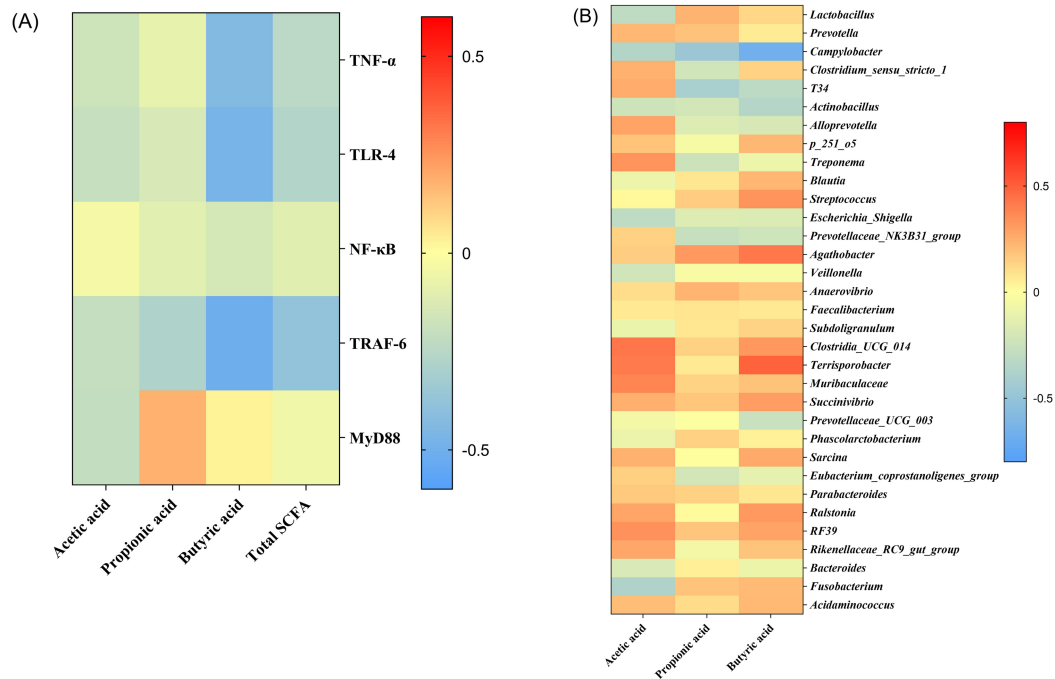 (A)
TNF-α
TLR-4
NF-κB
TRAF-6
MyD88
Acetic acid
Propionic acid
Butyric acid
Total SCFA
0.5
0
-0.5
(B)
Lactobacillus
Prevotella
Campylobacter
Clostridium_sensu_stricto_1
T34
Actinobacillus
Alloprevotella
p_251_o5
Treponema
Blautia
Streptococcus
Escherichia_Shigella
Prevotellaceae_NK3B31_group
Agathobacter
Veillonella
Anaerovibrio
Faecalibacterium
Subdoligranulum
Clostridia_UCG_014
Terrisporobacter
Muribaculaceae
Succinivibrio
Prevotellaceae_UCG_003
Phascolarctobacterium
Sarcina
Eubacterium_coprostanoligenes_group
Parabacteroides
Ralstonia
RF39
Rikenellaceae_RC9_gut_group
Bacteroides
Fusobacterium
Acidaminococcus
Acetic acid
Propionic acid
Butyric acid
0.5
0
-0.5